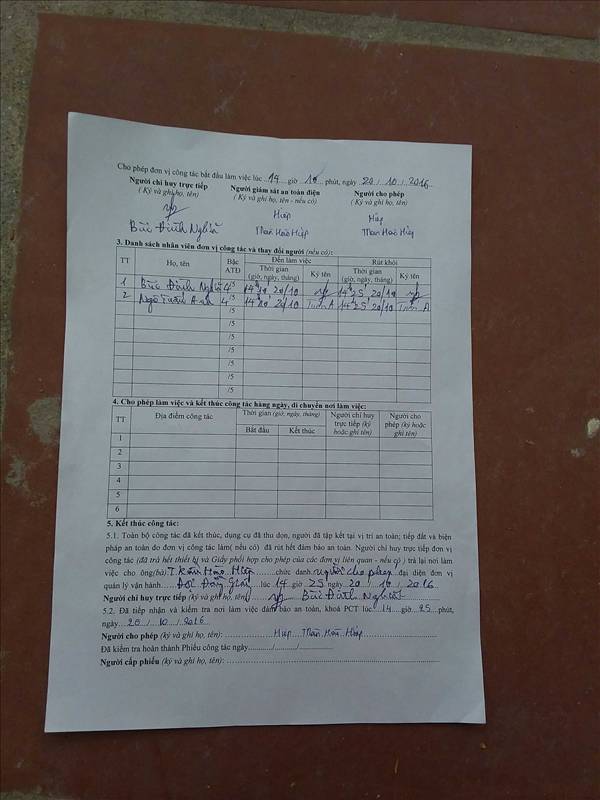 Cho phép đơn vị công tác bắt đầu làm việc lúc ..14.. giờ 10.. phút, ngày 20 / 10 / 2016
Người chỉ huy trực tiếp Người giám sát an toàn điện Người cho phép
( Ký và ghi họ, tên) (Ký và ghi họ, tên - nếu có) ( Ký và ghi họ, tên)
Hiệp Hiệp
Bùi Đình Nghĩa Trần Hào Hiệp Trần Hào Hiệp
3. Danh sách nhân viên đơn vị công tác và thay đổi người (nếu có):
TT Họ, tên Bậc ATĐ Đến làm việc Rút khỏi
Thời gian (giờ, ngày, tháng) Ký tên Thời gian (giờ, ngày, tháng) Ký tên
1 Bùi Đình Nghĩa 4/5 14 10 20/10 14 25 20/10
2 Ngô Tuấn Anh 4/5 14 10 20/10 Tuấn A 14 25 20/10 Tuấn A
/5
/5
/5
/5
/5
/5
/5
4. Cho phép làm việc và kết thúc công tác hàng ngày, di chuyển nơi làm việc:
TT Địa điểm công tác Thời gian (giờ, ngày, tháng) Người chỉ huy trực tiếp (ký hoặc ghi tên) Người cho phép (ký hoặc ghi tên)
Bắt đầu Kết thúc
1
2
3
4
5
6
5. Kết thúc công tác:
5.1. Toàn bộ công tác đã kết thúc, dụng cụ đã thu dọn, người đã tập kết tại vị trí an toàn; tiếp đất và biện
pháp an toàn do đơn vị công tác làm( nếu có) đã rút hết đảm bảo an toàn. Người chỉ huy trực tiếp đơn vị
công tác (đã trả hết thiết bị và Giấy phối hợp cho phép của các đơn vị liên quan - nếu có ) trả lại nơi làm
việc cho ông(bà) Trần Hào Hiệp chức danh người cho phép đại diện đơn vị
quản lý vận hành lúc 14 giờ 25 ngày 20 / 10 / 2016
Người chỉ huy trực tiếp (ký và ghi họ, tên) Bùi Đình Nghĩa
5.2. Đã tiếp nhận và kiểm tra nơi làm việc đảm bảo an toàn, khoá PCT lúc 14 giờ 25 phút,
ngày 20 / 10 / 2016
Người cho phép (ký và ghi họ, tên): Hiệp Trần Hào Hiệp
Đã kiểm tra hoàn thành Phiếu công tác ngày........../........../..........
Người cấp phiếu (ký và ghi họ, tên): ..........